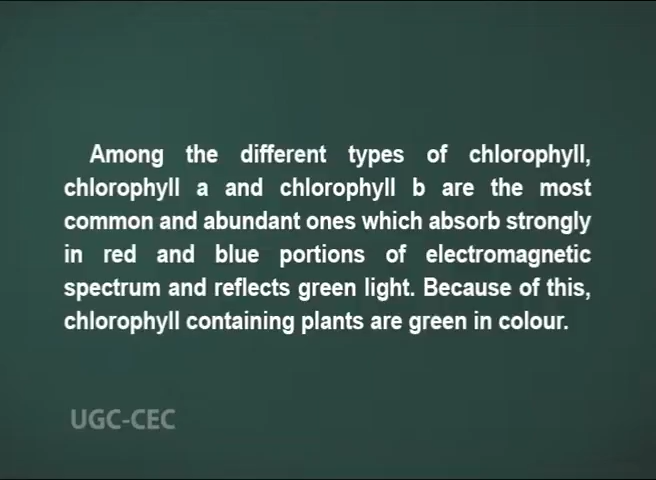 Among the different types of chlorophyll,
chlorophyll a and chlorophyll b are the most
common and abundant ones which absorb strongly
in red and blue portions of electromagnetic
spectrum and reflects green light. Because of this,
chlorophyll containing plants are green in colour.
UGC-CEC